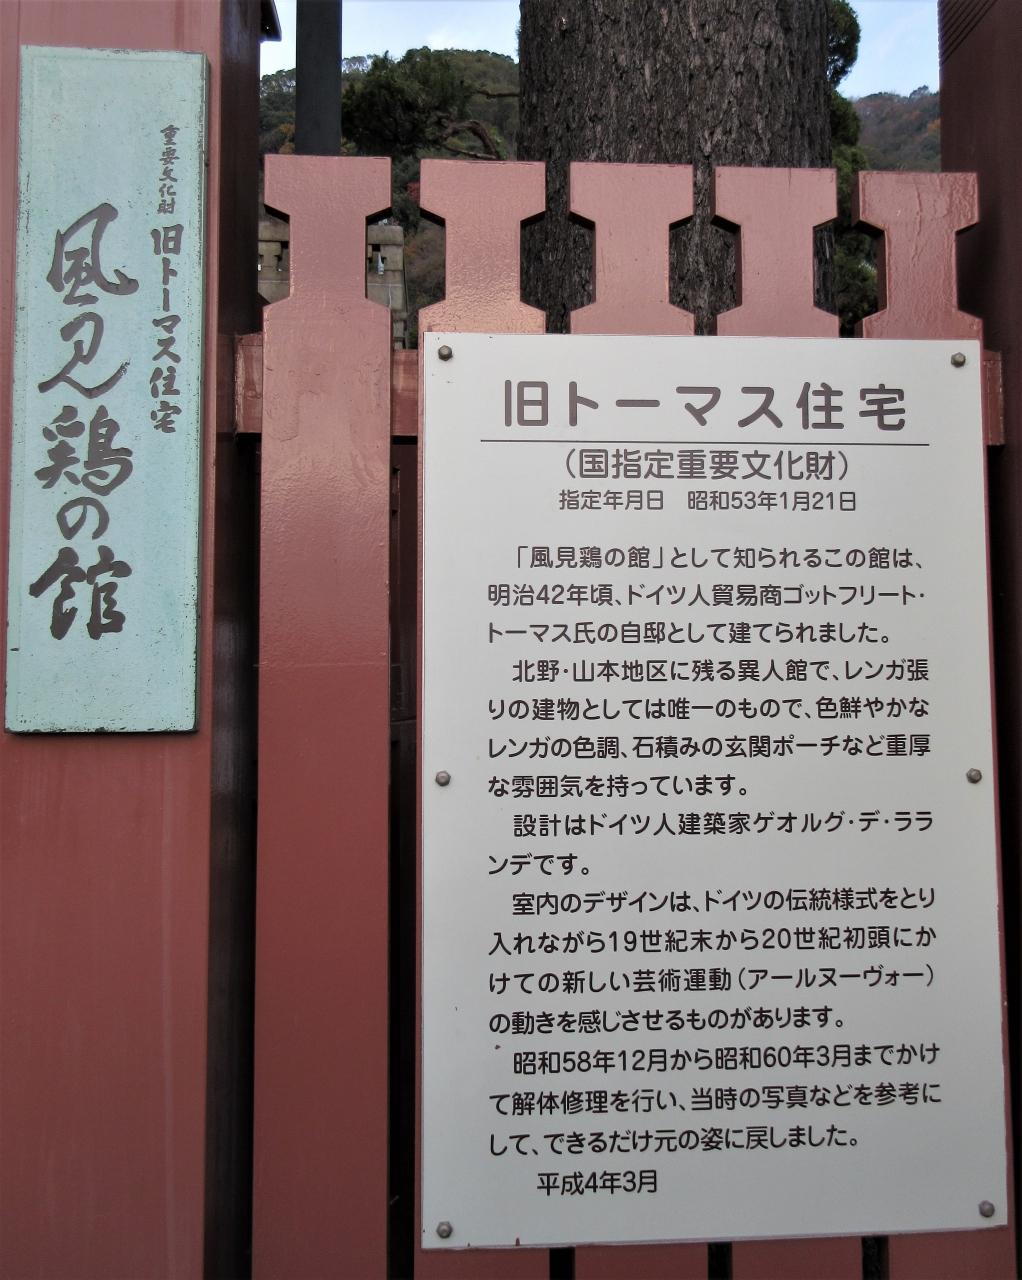 重要文化財 旧トーマス住宅
風見鶏の館
旧トーマス住宅
（国指定重要文化財）
指定年月日　昭和53年1月21日
「風見鶏の館」として知られるこの館は、
明治42年頃、ドイツ人貿易商ゴットフリート・
トーマス氏の自邸として建てられました。
北野・山本地区に残る異人館で、レンガ張
りの建物としては唯一のもので、色鮮やかな
レンガの色調、石積みの玄関ポーチなど重厚
な雰囲気を持っています。
設計はドイツ人建築家ゲオルグ・デ・ララ
ンデです。
室内のデザインは、ドイツの伝統様式をとり
入れながら19世紀末から20世紀初頭にか
けての新しい芸術運動（アールヌーヴォー）
の動きを感じさせるものがあります。
昭和58年12月から昭和60年3月までかけ
て解体修理を行い、当時の写真などを参考に
して、できるだけ元の姿に戻しました。
平成4年3月